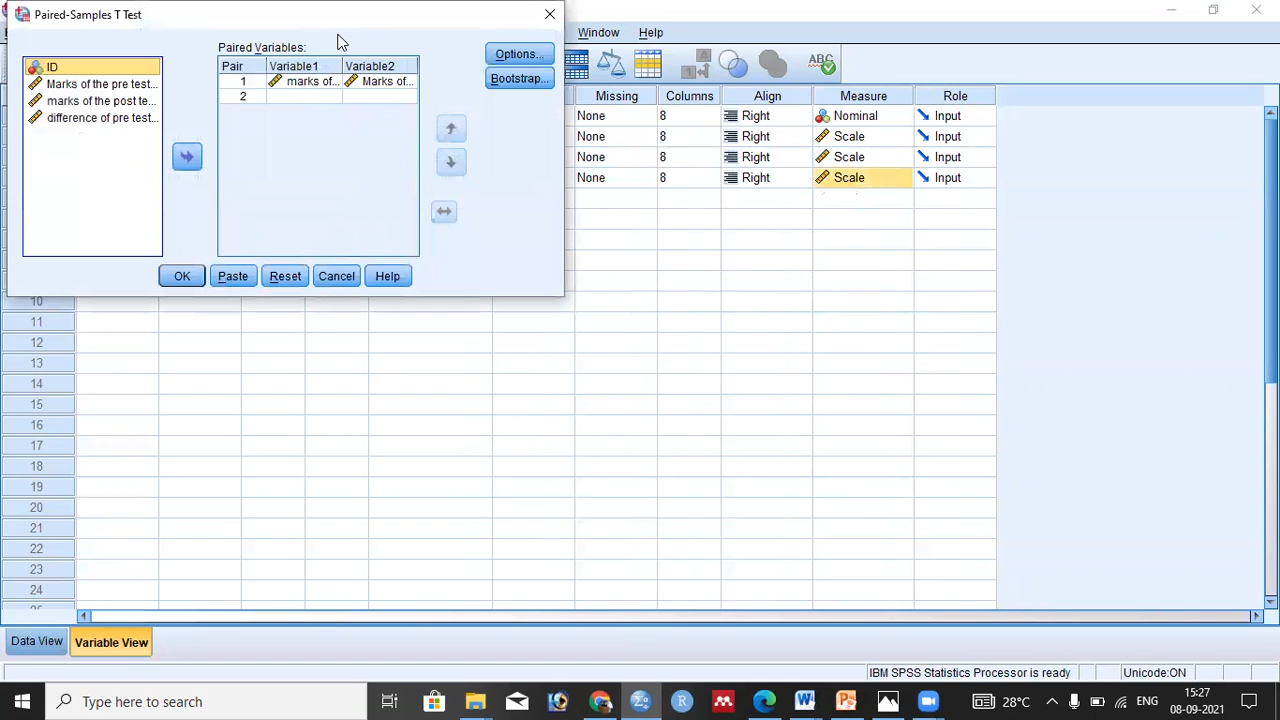 Paired-Samples T Test
Window Help
Paired Variables:
Options...
Bootstrap...
ID
Marks of the pre test...
marks of the post te...
difference of pre test...
Pair Variable1 Variable2
1 marks of... Marks of...
2
OK Paste Reset Cancel Help
ABC
Missing Columns Align Measure Role
None 8 Right Nominal Input
None 8 Right Scale Input
None 8 Right Scale Input
None 8 Right Scale Input
10
11
12
13
14
15
16
17
18
19
20
21
22
23
24
Data View Variable View
IBM SPSS Statistics Processor is ready Unicode:ON
Type here to search
28°C ENG 15:27
08-09-2021